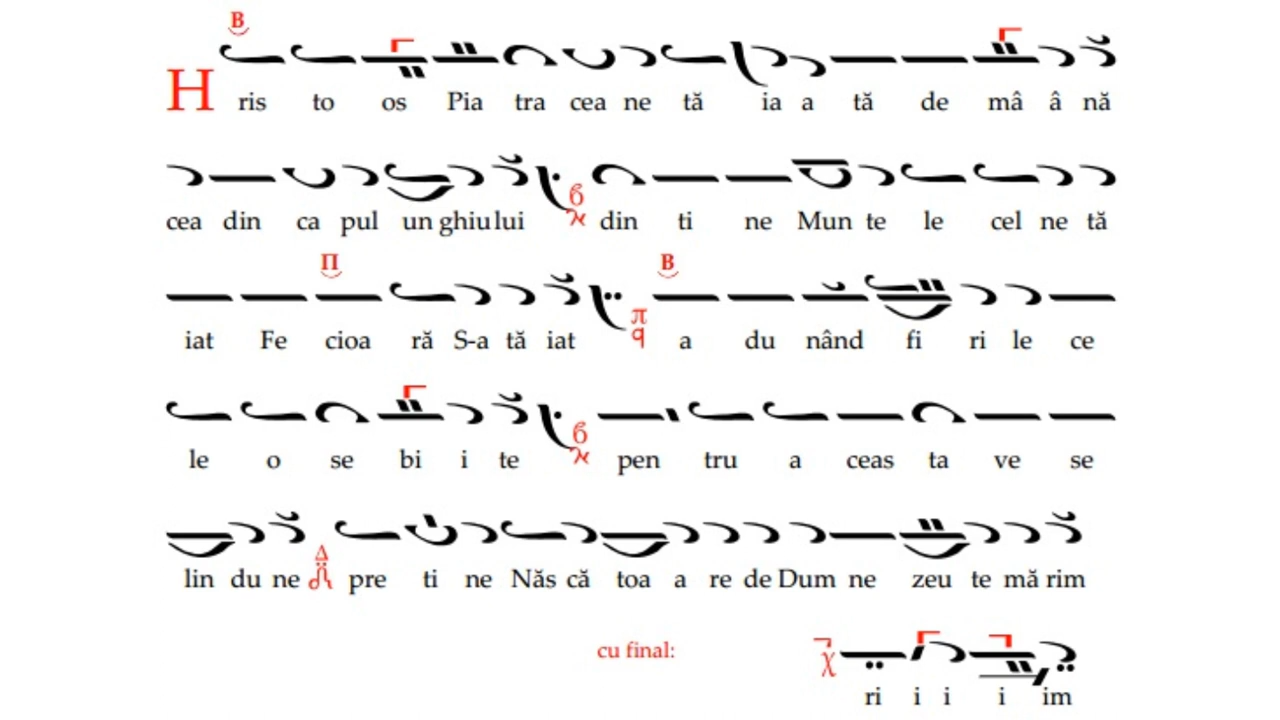 В
Γ Γ
H ris to os Pia tra cea ne tă ia a tă de mâ â nă
cea din ca pul un ghiu lui din ti ne Mun te le cel ne tă
П В
iat Fe cioa ră S-a tă iat π q a du nând fi ri le ce
Γ
le o se bi i te pen tru a ceas ta ve se
lin du ne Δ pre ti ne Năs că toa a re de Dum ne zeu te mă rim
cu final: χ
ri i i i im